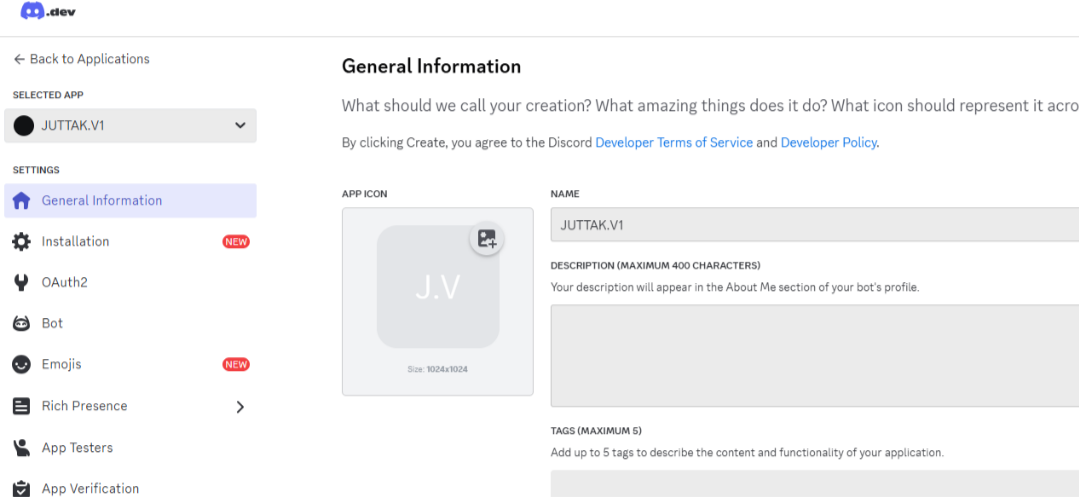 .dev
← Back to Applications
SELECTED APP
JUTTAK.V1
SETTINGS
General Information
Installation NEW
OAuth2
Bot
Emojis NEW
Rich Presence
App Testers
App Verification
General Information
What should we call your creation? What amazing things does it do? What icon should represent it acro
By clicking Create, you agree to the Discord Developer Terms of Service and Developer Policy.
APP ICON
J.V
Size: 1024x1024
NAME
JUTTAK.V1
DESCRIPTION (MAXIMUM 400 CHARACTERS)
Your description will appear in the About Me section of your bot's profile.
TAGS (MAXIMUM 5)
Add up to 5 tags to describe the content and functionality of your application.